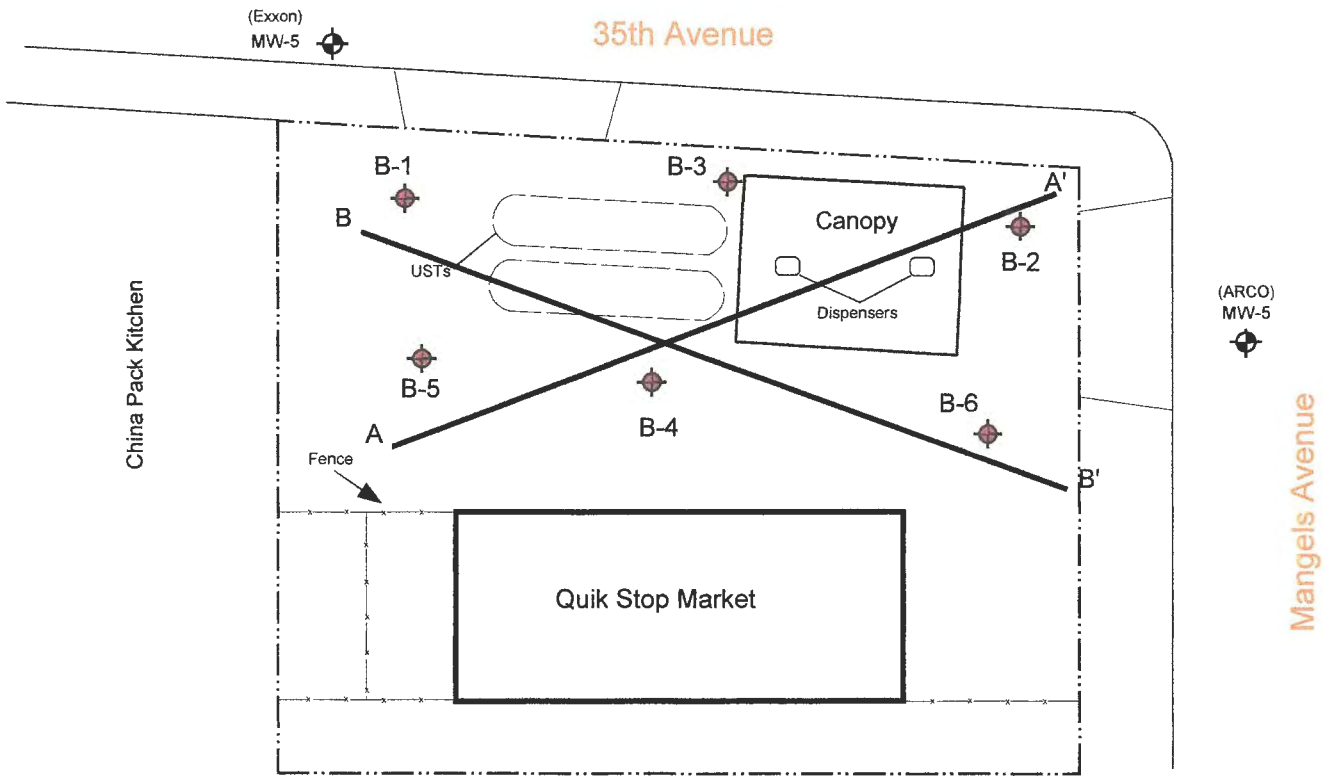 (Exxon)
MW-5
35th Avenue
B-1
B-3
A'
B
Canopy
B-2
USTs
Dispensers
(ARCO)
MW-5
China Pack Kitchen
B-5
B-4
B-6
A
Fence
B'
Mangels Avenue
Quik Stop Market